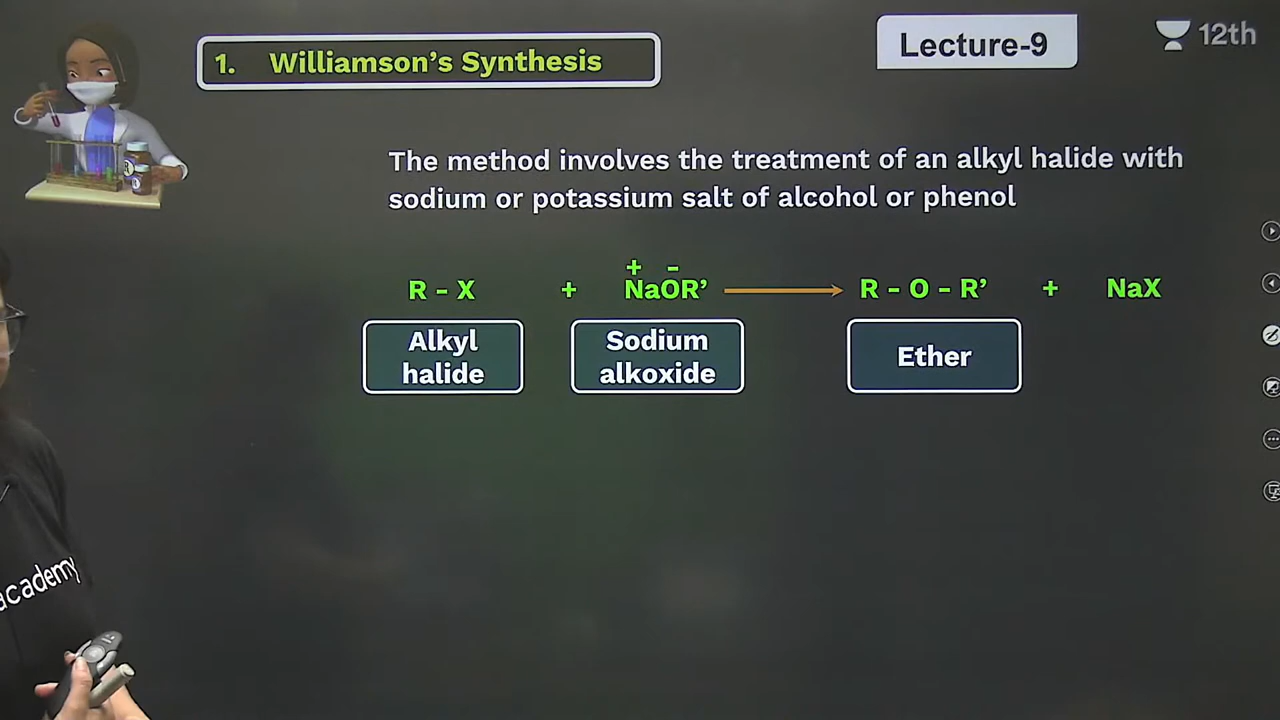 1. Williamson's Synthesis
Lecture-9
12th
The method involves the treatment of an alkyl halide with
sodium or potassium salt of alcohol or phenol
+ -
R - X + NaOR' R - O - R' + NaX
Alkyl
halide
Sodium
alkoxide
Ether
academy